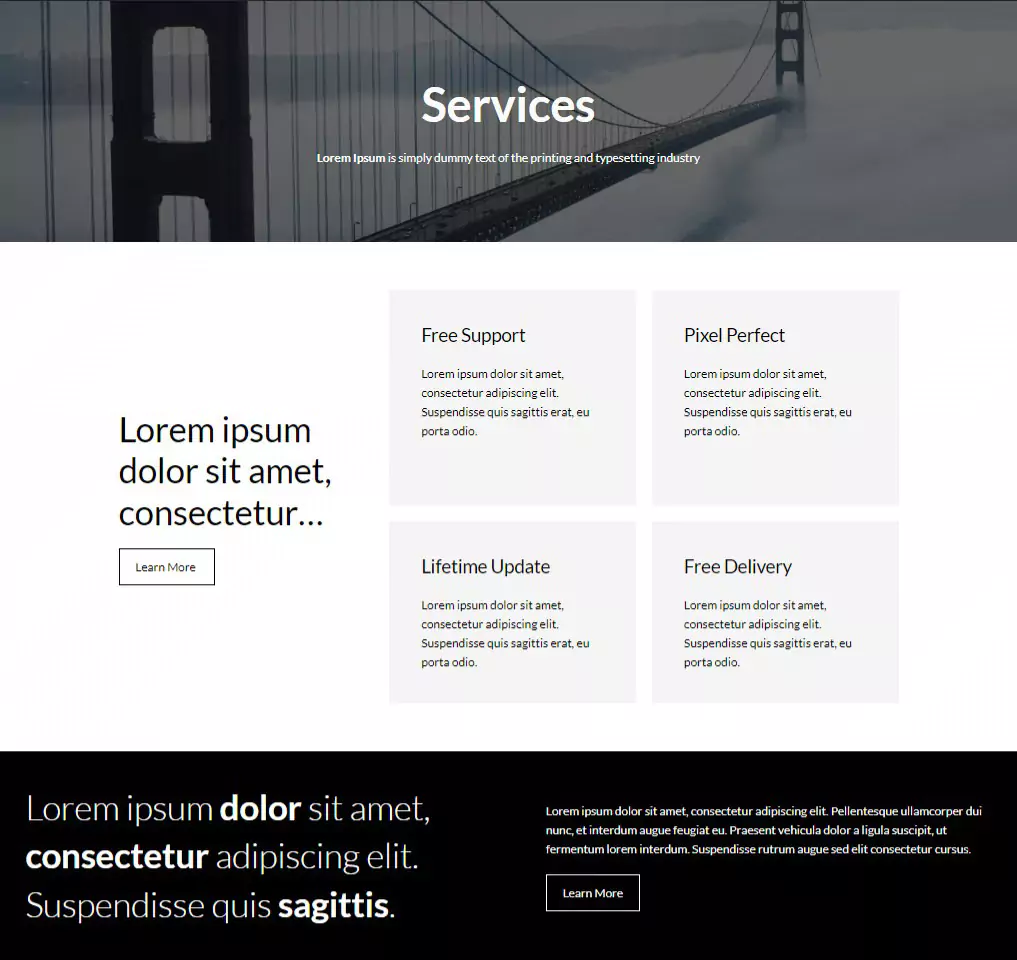 Services
Lorem Ipsum is simply dummy text of the printing and typesetting industry
Lorem ipsum
dolor sit amet,
consectetur...
Learn More
Free Support
Lorem ipsum dolor sit amet,
consectetur adipiscing elit.
Suspendisse quis sagittis erat, eu
porta odio.
Pixel Perfect
Lorem ipsum dolor sit amet,
consectetur adipiscing elit.
Suspendisse quis sagittis erat, eu
porta odio.
Lifetime Update
Lorem ipsum dolor sit amet,
consectetur adipiscing elit.
Suspendisse quis sagittis erat, eu
porta odio.
Free Delivery
Lorem ipsum dolor sit amet,
consectetur adipiscing elit.
Suspendisse quis sagittis erat, eu
porta odio.
Lorem ipsum dolor sit amet,
consectetur adipiscing elit.
Suspendisse quis sagittis.
Lorem ipsum dolor sit amet, consectetur adipiscing elit. Pellentesque ullamcorper dui
nunc, et interdum augue feugiat eu. Praesent vehicula dolor a ligula suscipit, ut
fermentum lorem interdum. Suspendisse rutrum augue sed elit consectetur cursus.
Learn More